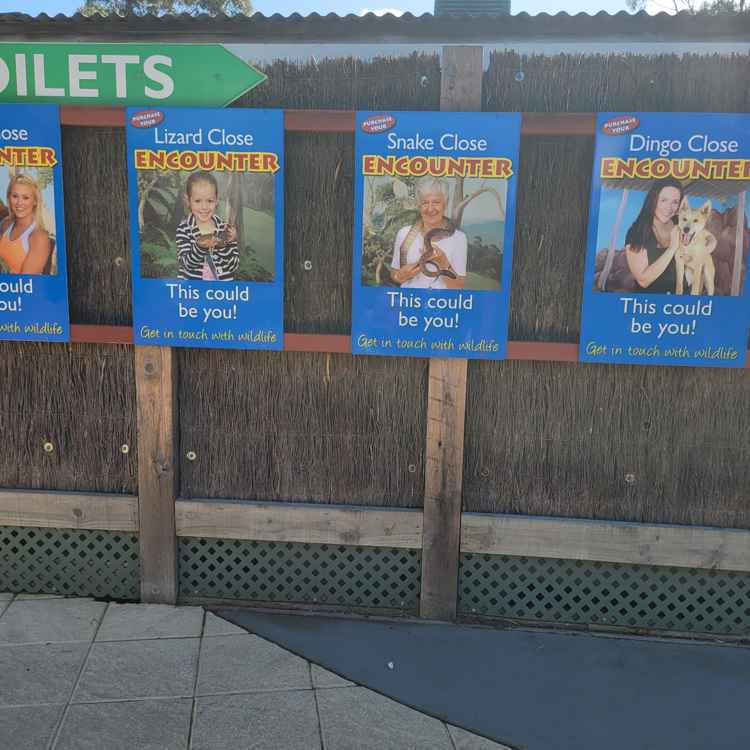 OILETS
lose
NTER
ould
ou!
with wildlife
PURCHASE
YOUR
Lizard Close
ENCOUNTER
This could
be you!
Get in touch with wildlife
PURCHASE
YOUR
Snake Close
ENCOUNTER
This could
be you!
Get in touch with wildlife
PURCHASE
YOUR
Dingo Close
ENCOUNTER
This could
be you!
Get in touch with wildlife